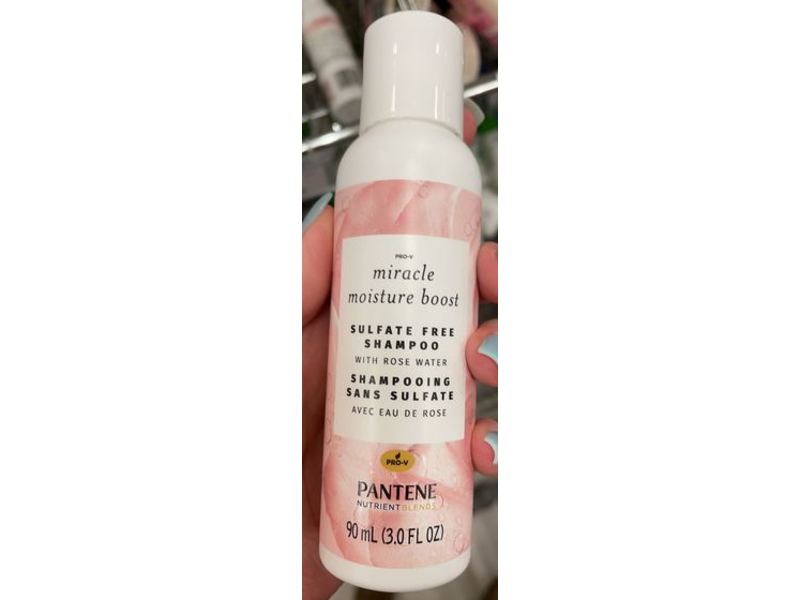 PRO-V
miracle
moisture boost
SULFATE FREE
SHAMPOO
WITH ROSE WATER
SHAMPOOING
SANS SULFATE
AVEC EAU DE ROSE
PRO-V
PANTENE
NUTRIENT BLENDS
90 mL (3.0 FL OZ)